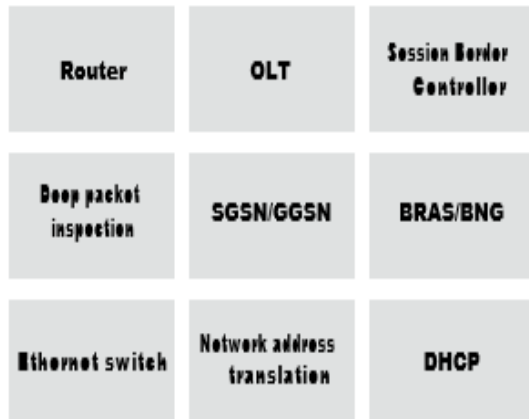 Router
OLT
Session Border
Controller
Deep packet
inspection
SGSN/GGSN
BRAS/BNG
Ethernet switch
Network address
translation
DHCP